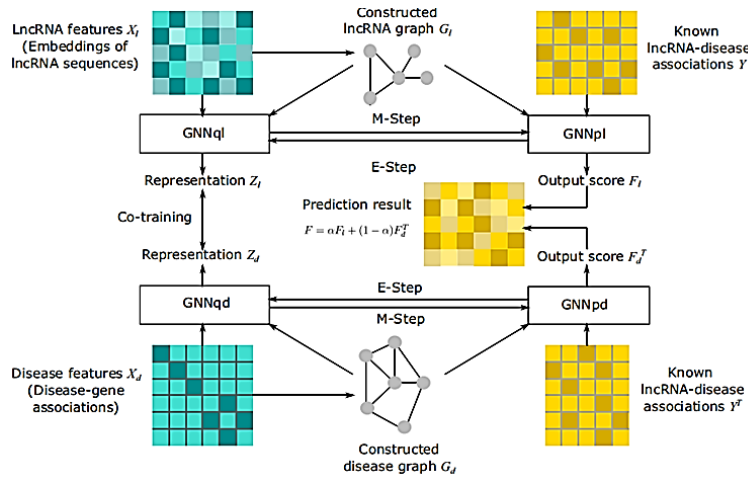 LncRNA features X_l
(Embeddings of
lncRNA sequences)
Constructed
lncRNA graph G_l
Known
lncRNA-disease
associations Y
GNNql
M-Step
GNNpl
E-Step
Representation Z_l
Output score F_l
Co-training
Prediction result
F = αF_l + (1 − α)F_d^T
Representation Z_d
Output score F_d^T
GNNqd
E-Step
M-Step
GNNpd
Disease features X_d
(Disease-gene
associations)
Known
lncRNA-disease
associations Y^T
Constructed
disease graph G_d